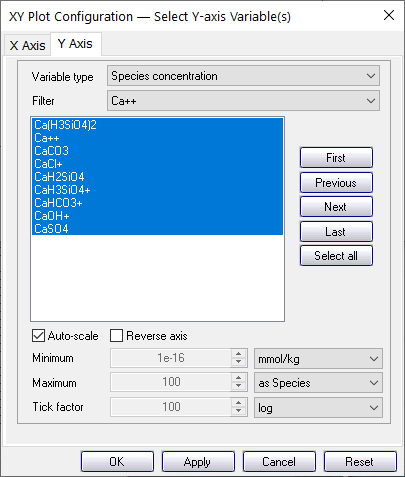 XY Plot Configuration — Select Y-axis Variable(s)
X Axis Y Axis
Variable type Species concentration
Filter Ca++
Ca(H3SiO4)2
Ca++
CaCO3
CaCl+
CaH2SiO4
CaH3SiO4+
CaHCO3+
CaOH+
CaSO4
First
Previous
Next
Last
Select all
Auto-scale Reverse axis
Minimum 1e-16 mmol/kg
Maximum 100 as Species
Tick factor 100 log
OK Apply Cancel Reset